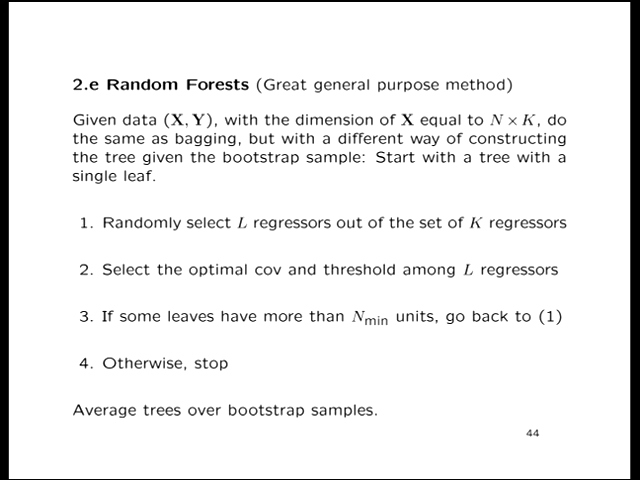 2.e Random Forests (Great general purpose method)
Given data (X, Y), with the dimension of X equal to N × K, do
the same as bagging, but with a different way of constructing
the tree given the bootstrap sample: Start with a tree with a
single leaf.
1. Randomly select L regressors out of the set of K regressors
2. Select the optimal cov and threshold among L regressors
3. If some leaves have more than Nmin units, go back to (1)
4. Otherwise, stop
Average trees over bootstrap samples.
44